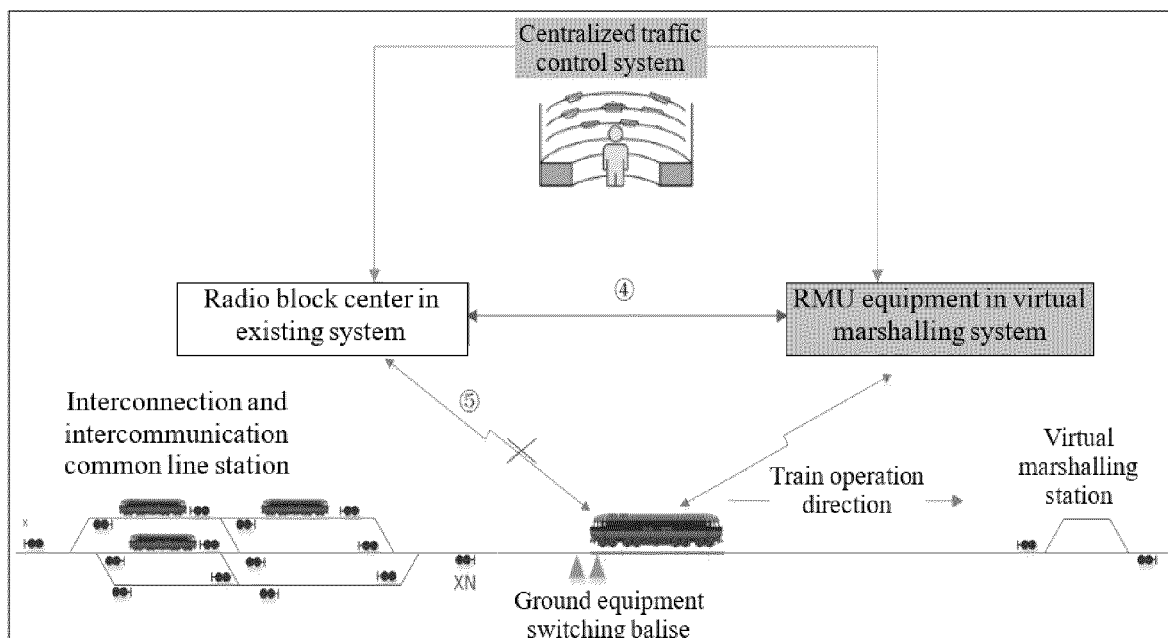 Centralized traffic
control system
④
Radio block center in
existing system
RMU equipment in virtual
marshalling system
⑤
Interconnection and
intercommunication
common line station
Train operation
direction
Virtual
marshalling
station
x
XN
Ground equipment
switching balise